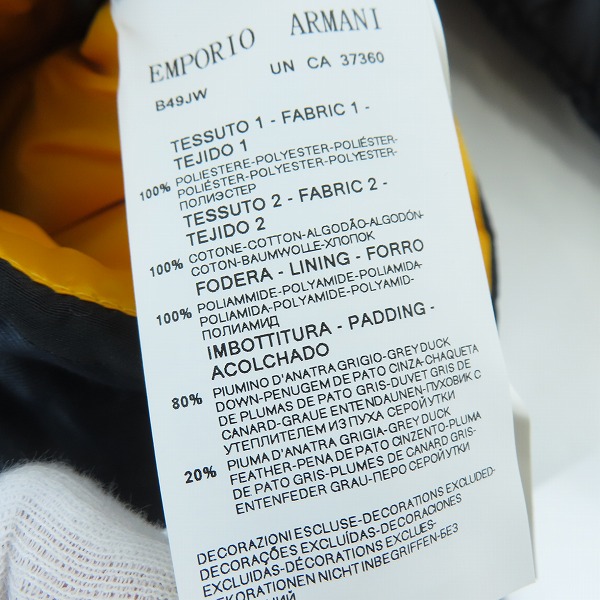 EMPORIO ARMANI
B49JW UN CA 37360
TESSUTO 1 - FABRIC 1 -
TEJIDO 1
100% POLIESTERE-POLYESTER-POLIÉSTER-
POLIÉSTER-POLYESTER-POLYESTER-
ПОЛИЭСТЕР
TESSUTO 2 - FABRIC 2 -
TEJIDO 2
100% COTONE-COTTON-ALGODÃO-ALGODÓN-
COTON-BAUMWOLLE-ХЛОПОК
FODERA - LINING - FORRO
100% POLIAMMIDE-POLYAMIDE-POLIAMIDA-
POLIAMIDA-POLYAMIDE-POLYAMID-
ПОЛИАМИД
IMBOTTITURA - PADDING -
ACOLCHADO
80% PIUMINO D'ANATRA GRIGIO-GREY DUCK
DOWN-PENUGEM DE PATO CINZA-CHAQUETA
DE PLUMAS DE PATO GRIS-DUVET GRIS DE
CANARD-GRAUE ENTENDAUNEN-ПУХОВИК С
УТЕПЛИТЕЛЕМ ИЗ ПУХА СЕРОЙ УТКИ
20% PIUMA D'ANATRA GRIGIA-GREY DUCK
FEATHER-PENA DE PATO CINZENTO-PLUMA
DE PATO GRIS-PLUMES DE CANARD GRIS-
ENTENFEDER GRAU-ПЕРО СЕРОЙ УТКИ
DECORAZIONI ESCLUSE-DECORATIONS EXCLUDED-
DECORAÇÕES EXCLUÍDAS-DECORACIONES
EXCLUIDAS-DÉCORATIONS EXCLUES-
DEKORATIONEN NICHT INBEGRIFFEN-БЕЗ